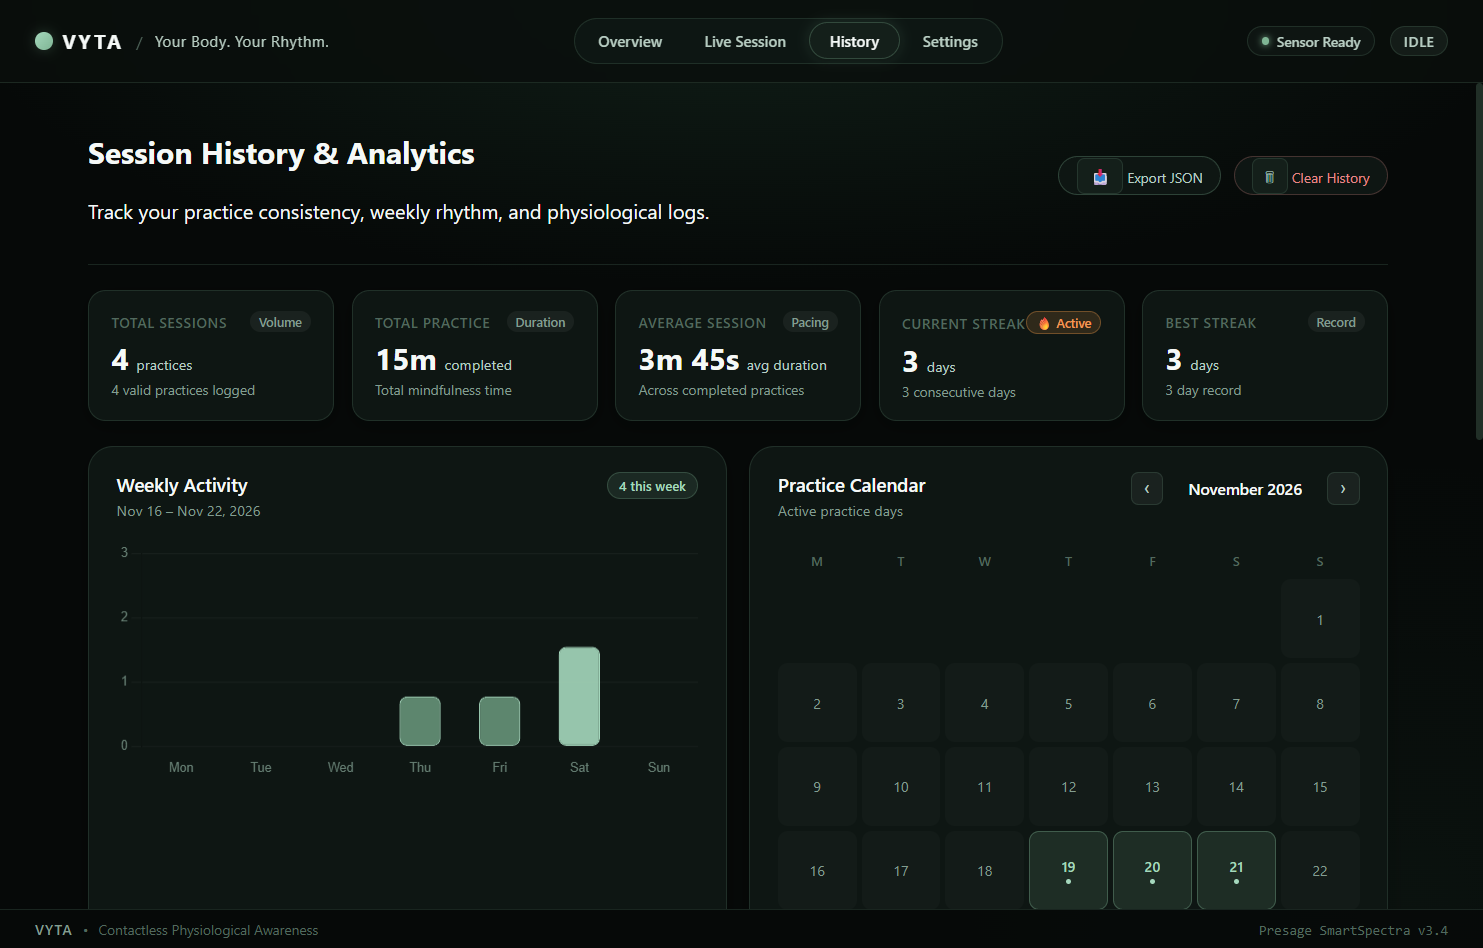 VYTA / Your Body. Your Rhythm.
Overview Live Session History Settings
Sensor Ready IDLE
Session History & Analytics
Track your practice consistency, weekly rhythm, and physiological logs.
Export JSON Clear History
TOTAL SESSIONS Volume
4 practices
4 valid practices logged
TOTAL PRACTICE Duration
15m completed
Total mindfulness time
AVERAGE SESSION Pacing
3m 45s avg duration
Across completed practices
CURRENT STREAK Active
3 days
3 consecutive days
BEST STREAK Record
3 days
3 day record
Weekly Activity 4 this week
Nov 16 – Nov 22, 2026
3
2
1
0
Mon Tue Wed Thu Fri Sat Sun
Practice Calendar ‹ November 2026 ›
Active practice days
M T W T F S S
1
2 3 4 5 6 7 8
9 10 11 12 13 14 15
16 17 18 19 20 21 22
VYTA • Contactless Physiological Awareness
Presage SmartSpectra v3.4